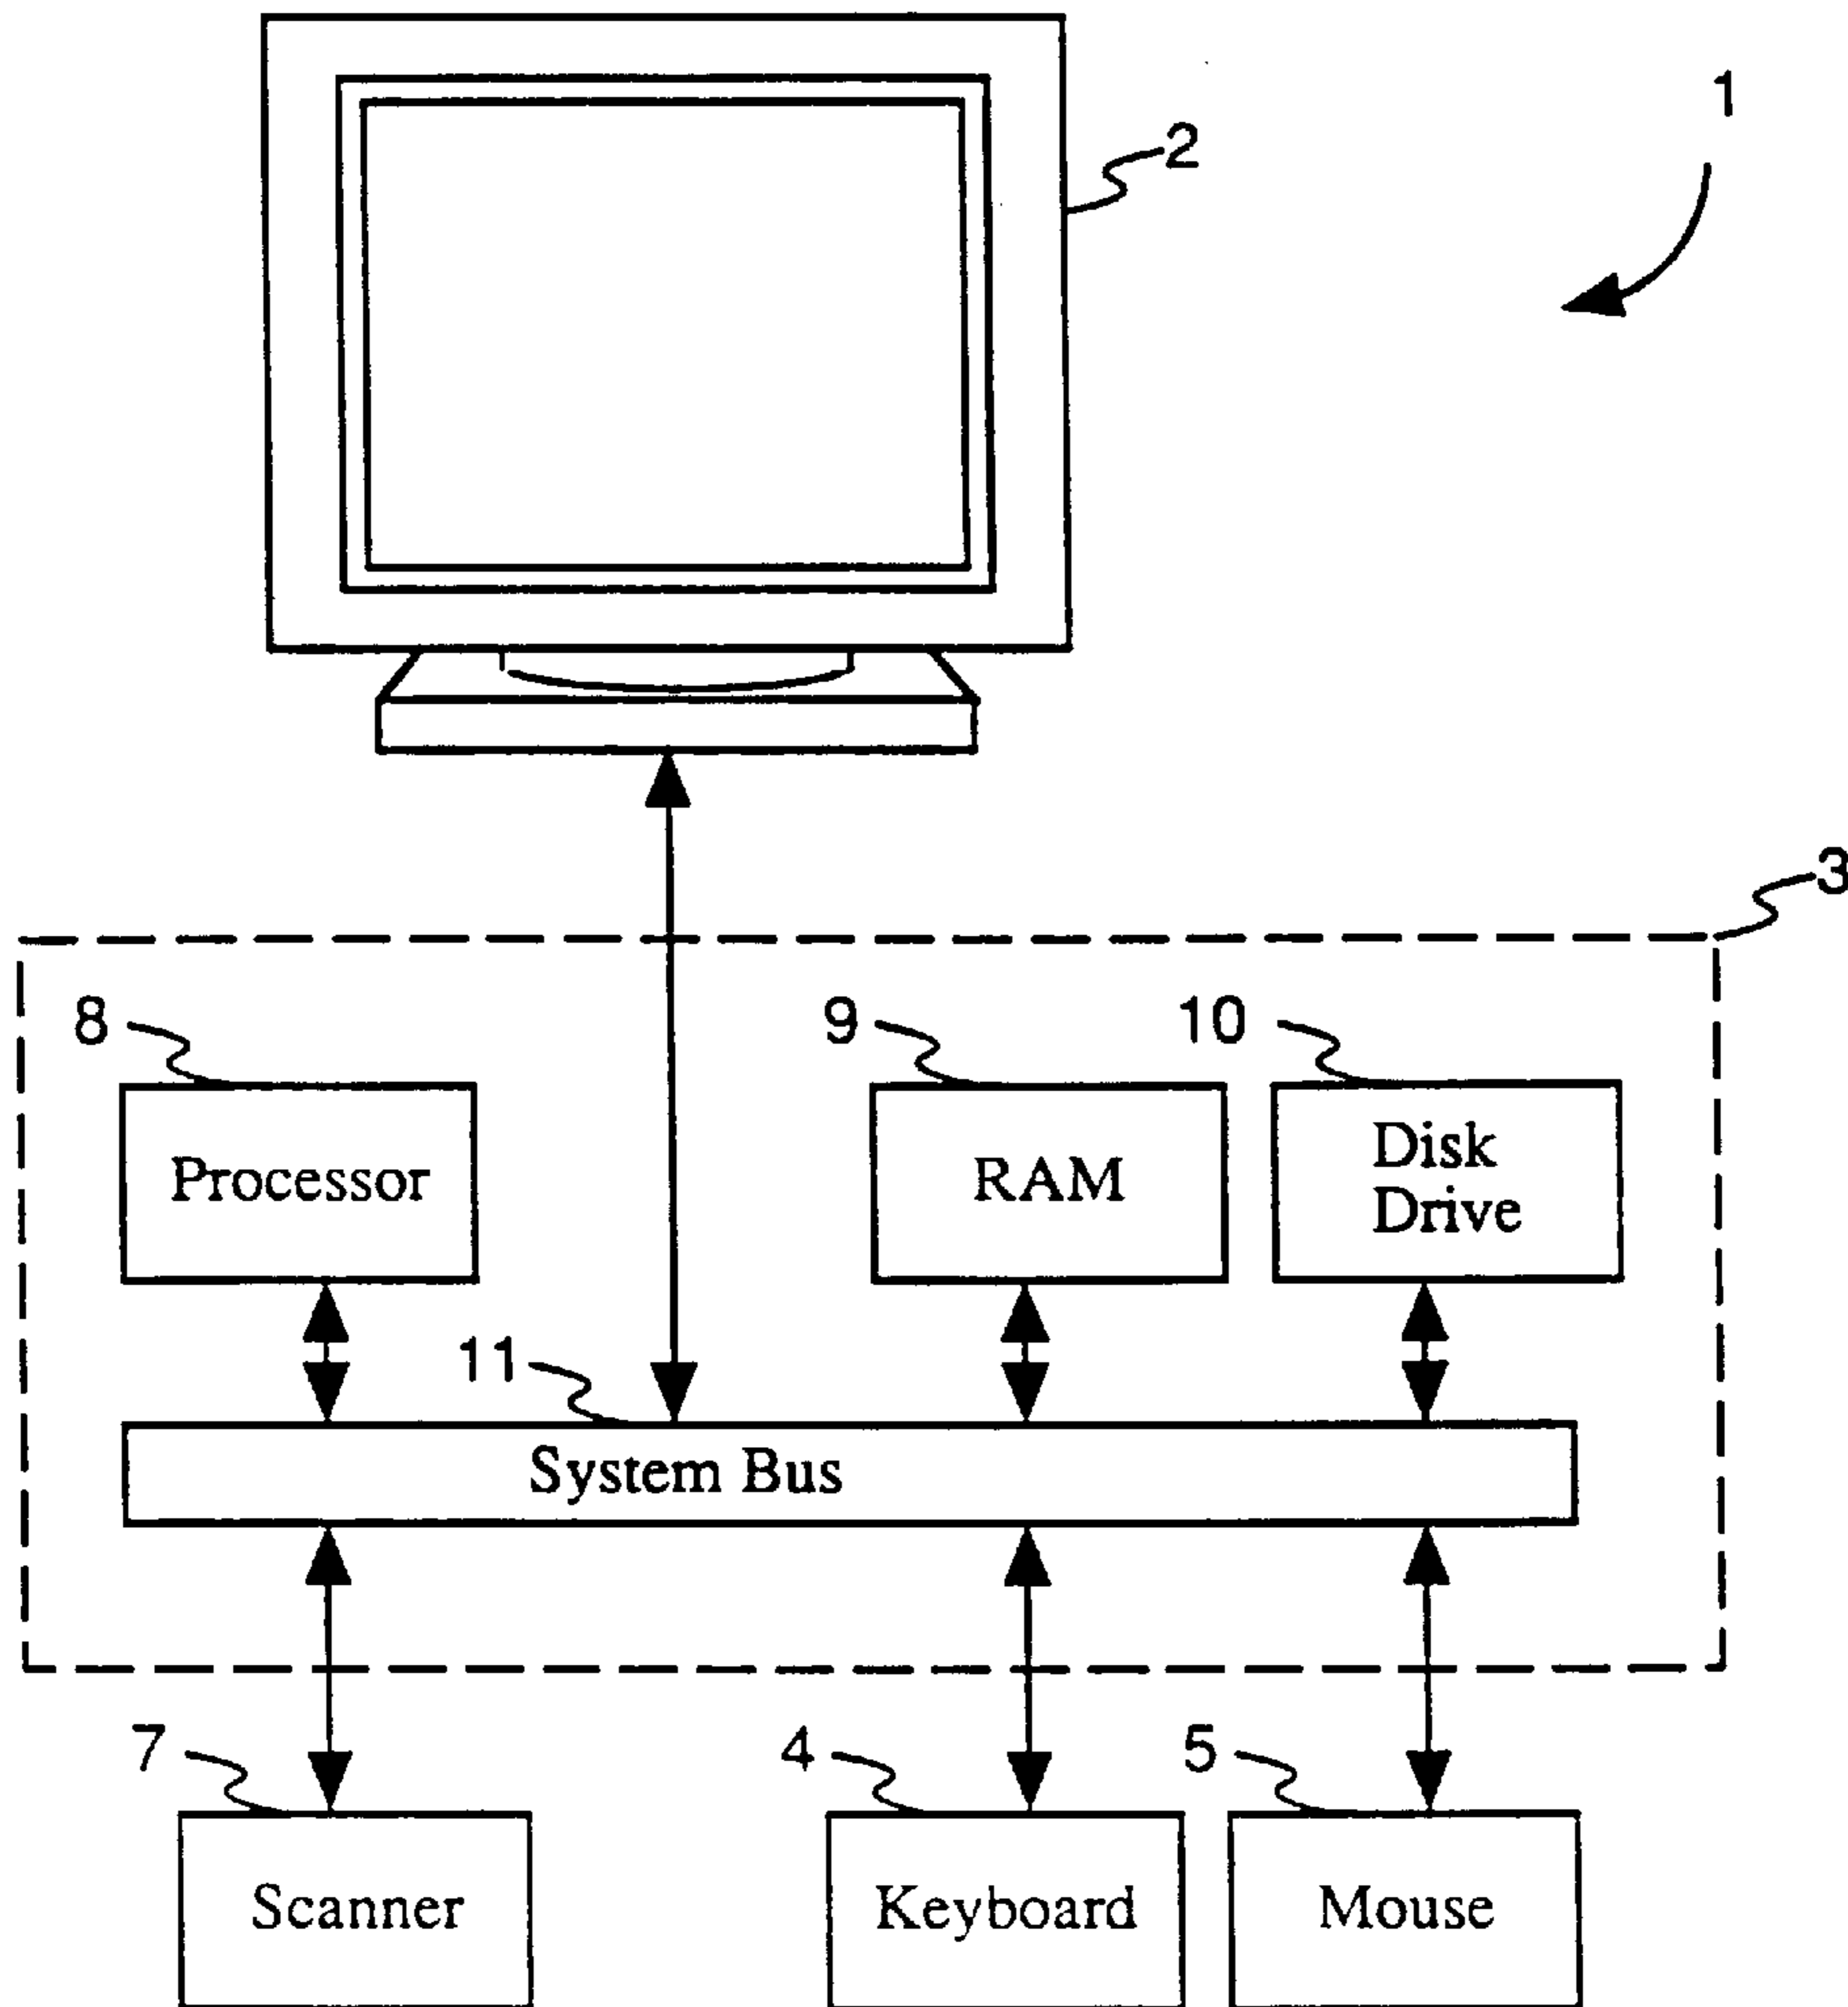 1
2
3
8
9
10
Processor
RAM
Disk
Drive
11
System Bus
7
4
5
Scanner
Keyboard
Mouse